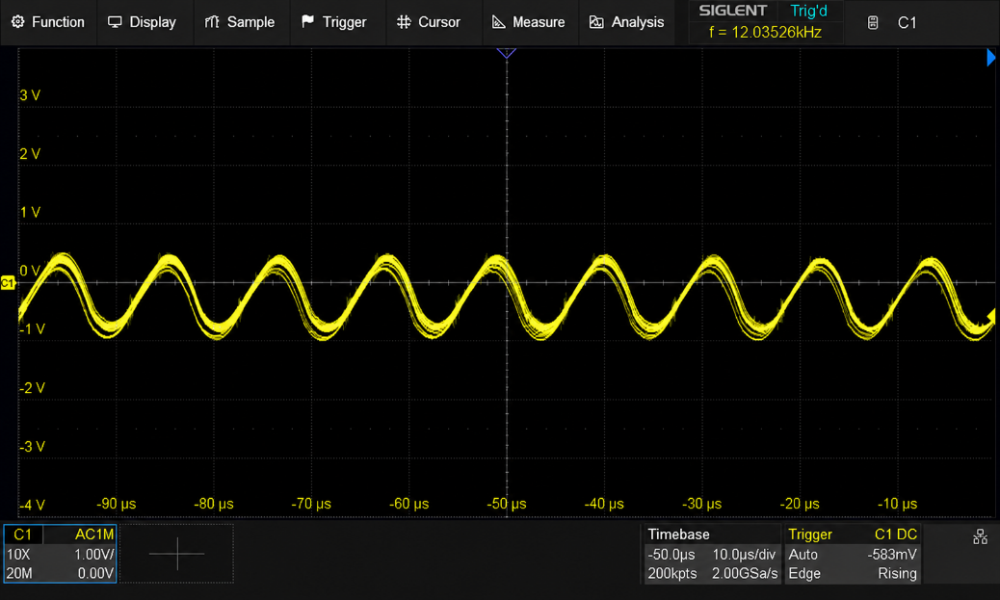 Function Display Sample Trigger Cursor Measure Analysis SIGLENT Trig'd C1
f = 12.03526kHz
3 V
2 V
1 V
0 V
C1
-1 V
-2 V
-3 V
-4 V -90 µs -80 µs -70 µs -60 µs -50 µs -40 µs -30 µs -20 µs -10 µs
C1 AC1M
10X 1.00V/
20M 0.00V
Timebase
-50.0µs 10.0µs/div
200kpts 2.00GSa/s
Trigger C1 DC
Auto -583mV
Edge Rising